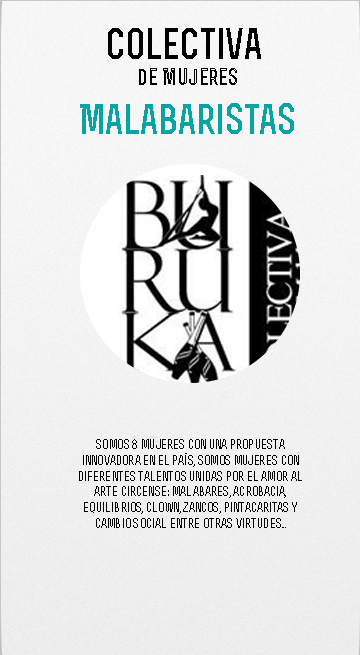 COLECTIVA
DE MUJERES
MALABARISTAS
BU
RU
KA
LECTIVA
SOMOS 8 MUJERES CON UNA PROPUESTA
INNOVADORA EN EL PAÍS, SOMOS MUJERES CON
DIFERENTES TALENTOS UNIDAS POR EL AMOR AL
ARTE CIRCENSE: MALABARES, ACROBACIA,
EQUILIBRIOS, CLOWN, ZANCOS, PINTACARITAS Y
CAMBIO SOCIAL ENTRE OTRAS VIRTUDES...